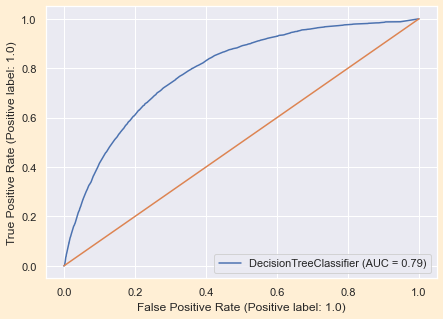 True Positive Rate (Positive label: 1.0)
1.0
0.8
0.6
0.4
0.2
0.0
DecisionTreeClassifier (AUC = 0.79)
0.0 0.2 0.4 0.6 0.8 1.0
False Positive Rate (Positive label: 1.0)